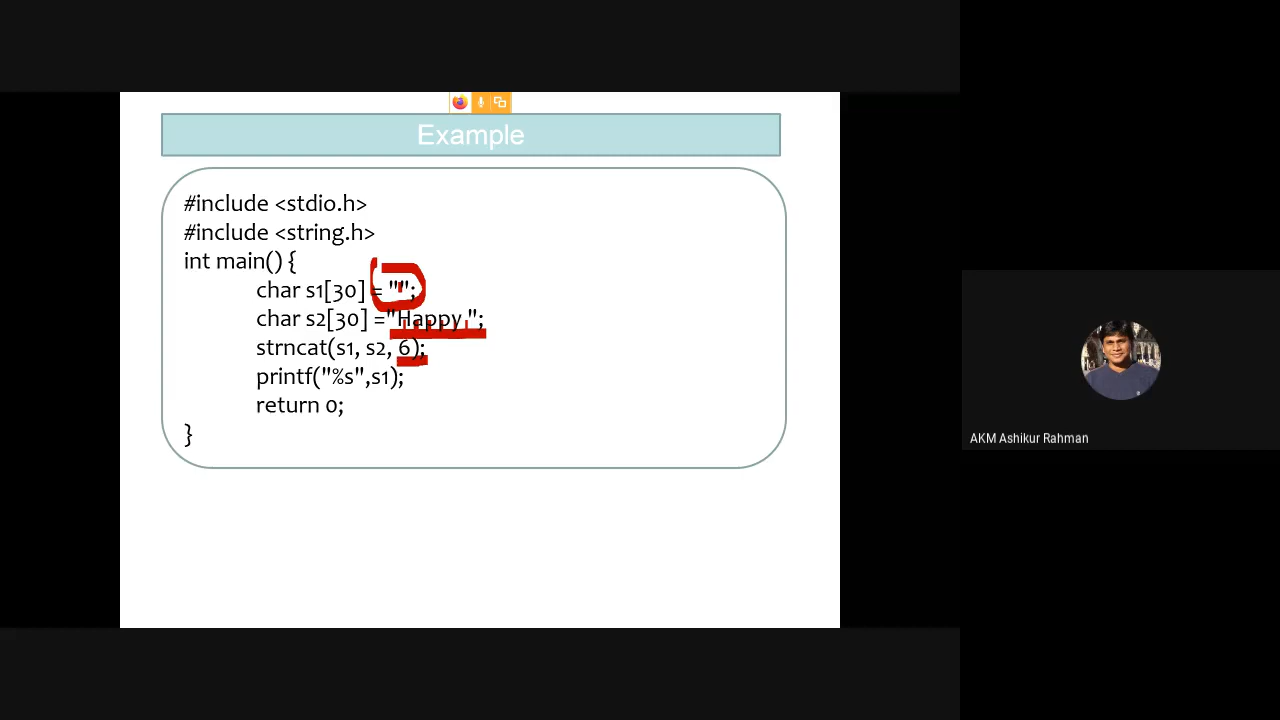 Example
#include <stdio.h>
#include <string.h>
int main() {
char s1[30] = "";
char s2[30] ="Happy ";
strncat(s1, s2, 6);
printf("%s",s1);
return 0;
}
AKM Ashikur Rahman